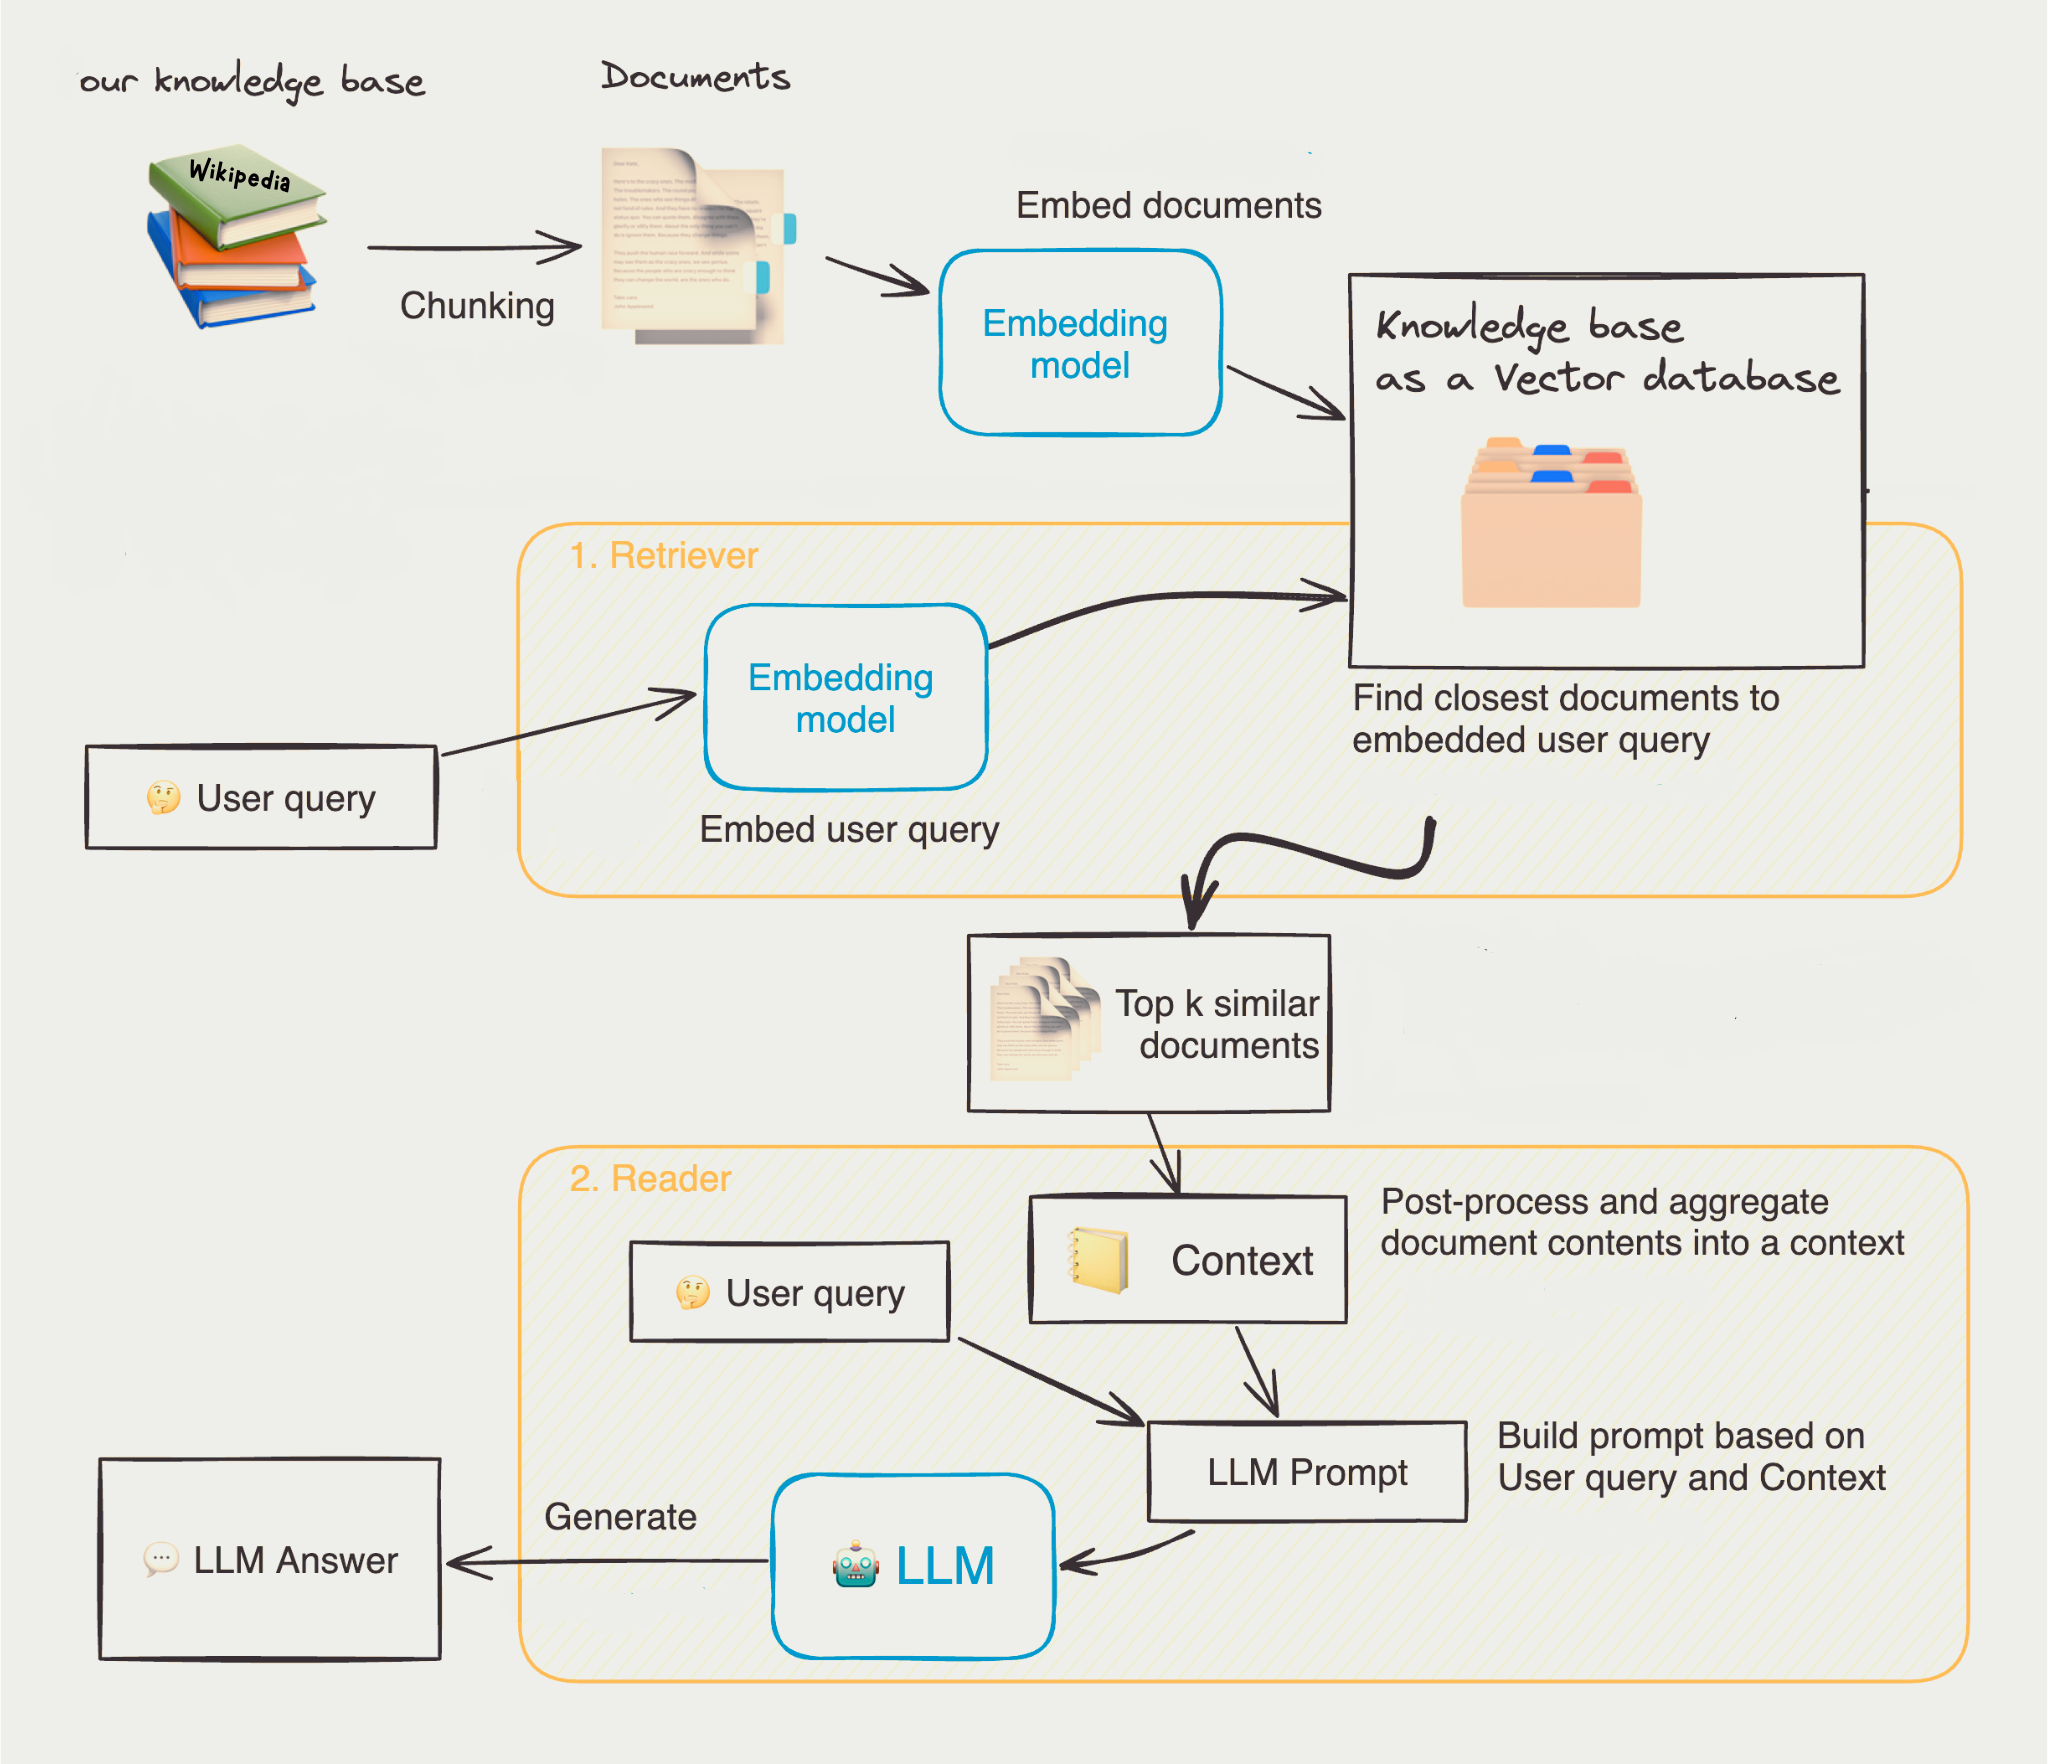 our knowledge base
Documents
Wikipedia
Chunking
Embed documents
Embedding
model
Knowledge base
as a Vector database
1. Retriever
Embedding
model
Embed user query
🤔 User query
Find closest documents to
embedded user query
Top k similar
documents
2. Reader
🤔 User query
Context
Post-process and aggregate
document contents into a context
LLM Prompt
Build prompt based on
User query and Context
🤖 LLM
Generate
💬 LLM Answer